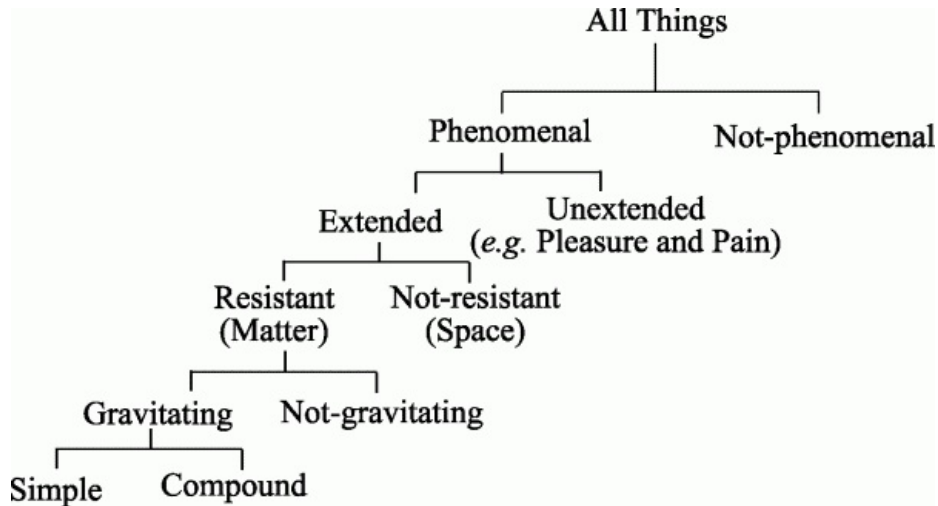 All Things
Phenomenal
Not-phenomenal
Extended
Unextended
(e.g. Pleasure and Pain)
Resistant
(Matter)
Not-resistant
(Space)
Gravitating
Not-gravitating
Simple
Compound